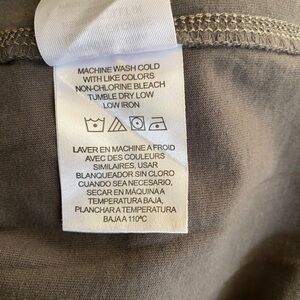 MACHINE WASH COLD
WITH LIKE COLORS
NON-CHLORINE BLEACH
TUMBLE DRY LOW
LOW IRON
LAVER EN MACHINE A FROID
AVEC DES COULEURS
SIMILAIRES, USAR
BLANQUEADOR SIN CLORO
CUANDO SEA NECESARIO,
SECAR EN MÁQUINA A
TEMPERATURA BAJA,
PLANCHAR A TEMPERATURA
BAJA A 110ºC